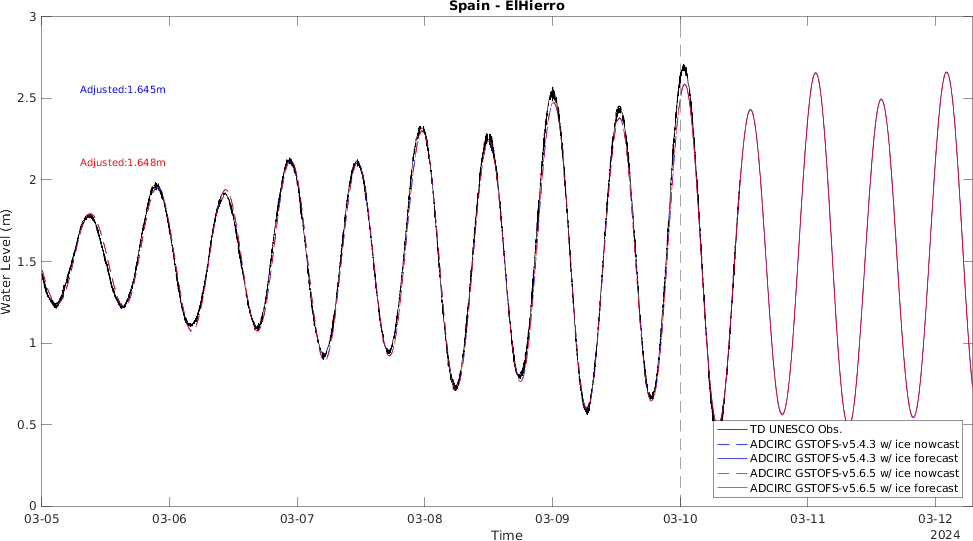 Spain - ElHierro
3
2.5
2
1.5
1
0.5
0
Water Level (m)
Adjusted:1.645m
Adjusted:1.648m
TD UNESCO Obs.
ADCIRC GSTOFS-v5.4.3 w/ ice nowcast
ADCIRC GSTOFS-v5.4.3 w/ ice forecast
ADCIRC GSTOFS-v5.6.5 w/ ice nowcast
ADCIRC GSTOFS-v5.6.5 w/ ice forecast
03-05 03-06 03-07 03-08 03-09 03-10 03-11 03-12
Time
2024